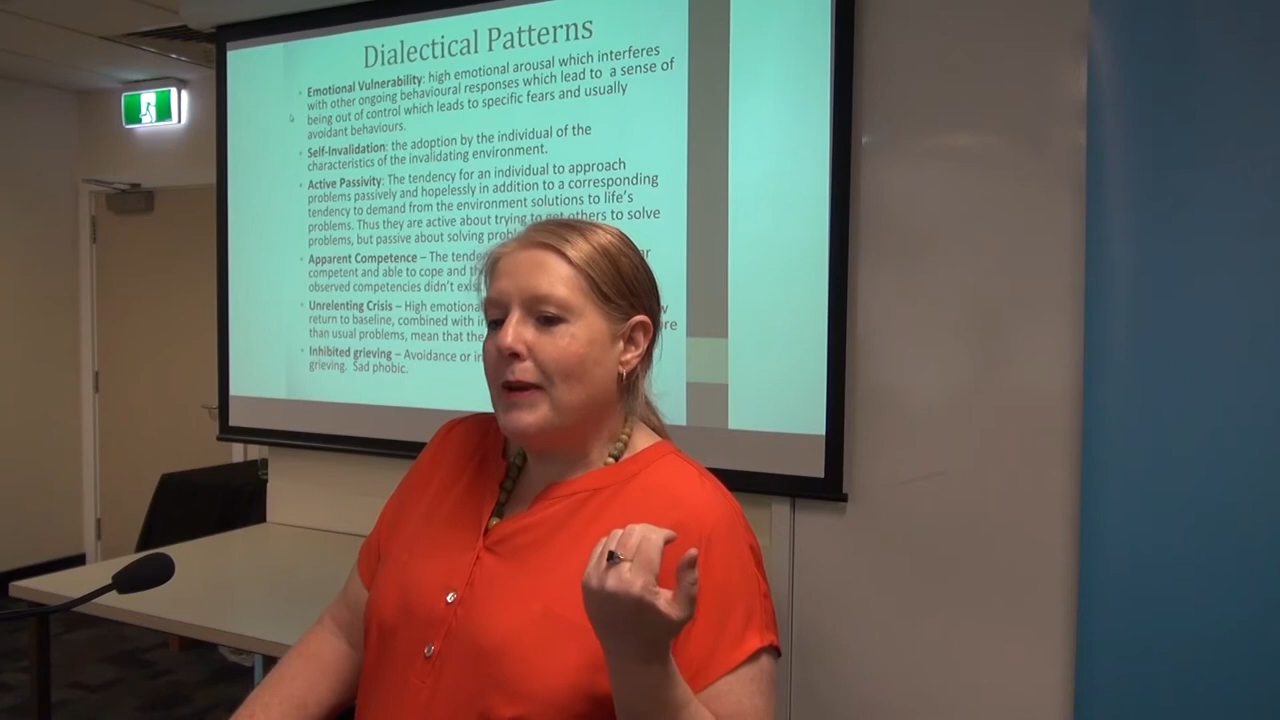 Dialectical Patterns
Emotional Vulnerability: high emotional arousal which interferes
with other ongoing behavioural responses which lead to a sense of
being out of control which leads to specific fears and usually
avoidant behaviours.
Self-Invalidation: the adoption by the individual of the
characteristics of the invalidating environment.
Active Passivity: The tendency for an individual to approach
problems passively and hopelessly in addition to a corresponding
tendency to demand from the environment solutions to life's
problems. Thus they are active about trying to get others to solve
problems, but passive about solving
Apparent Competence – The
competent and able to cope and
observed competencies didn't
Unrelenting Crisis – High
return to baseline, combined with
than usual problems, mean that
Inhibited grieving – Avoidance or
grieving. Sad phobic.